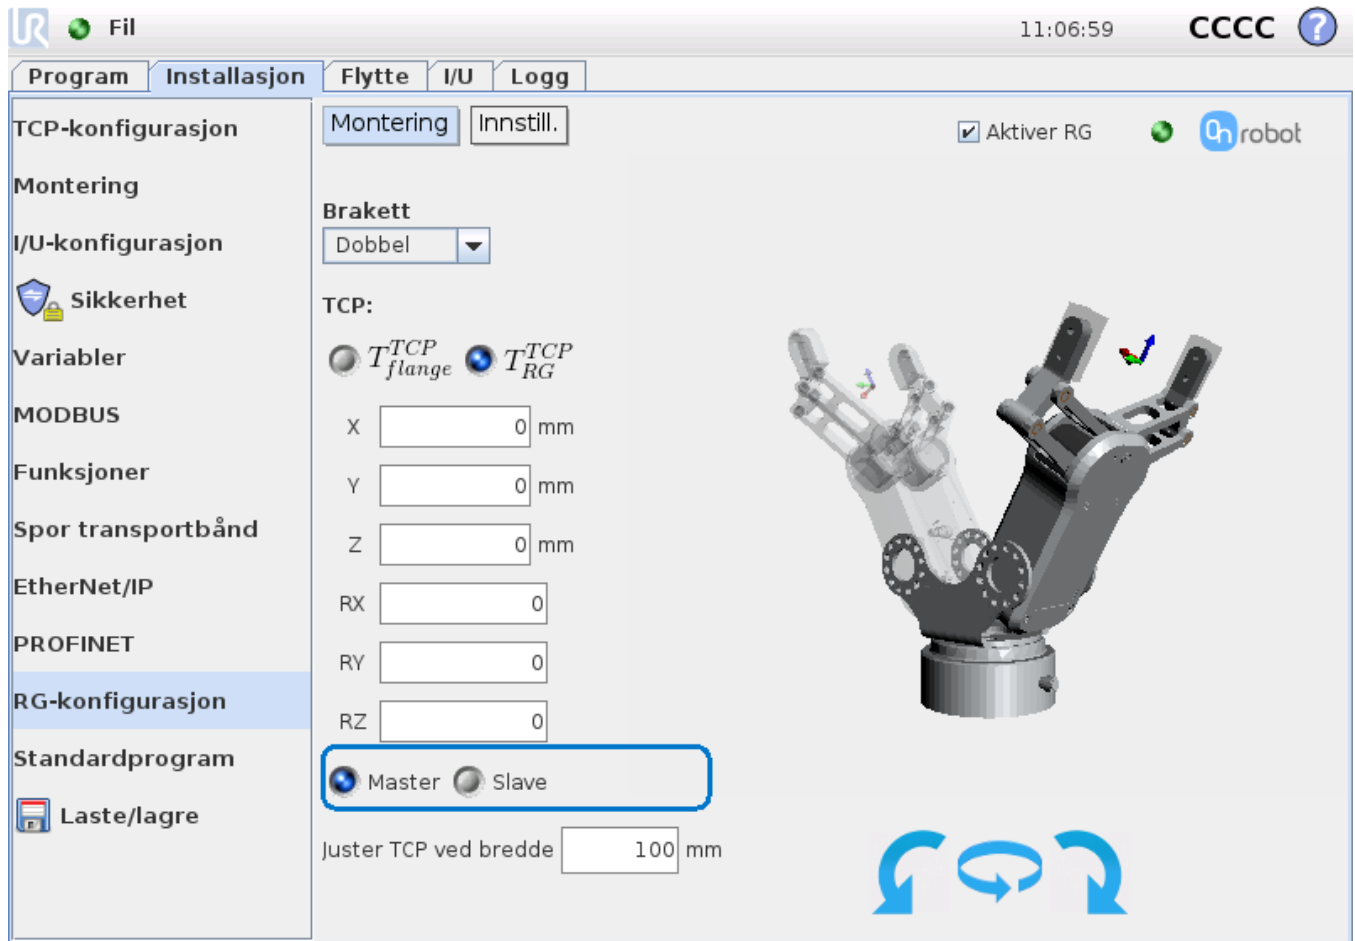 UR Fil 11:06:59 CCCC ?
Program Installasjon Flytte I/U Logg
TCP-konfigurasjon
Montering
I/U-konfigurasjon
Sikkerhet
Variabler
MODBUS
Funksjoner
Spor transportbånd
EtherNet/IP
PROFINET
RG-konfigurasjon
Standardprogram
Laste/lagre
Montering Innstill.
Aktiver RG
On robot
Brakett
Dobbel
TCP:
T TCP flange T TCP RG
X 0 mm
Y 0 mm
Z 0 mm
RX 0
RY 0
RZ 0
Master Slave
Juster TCP ved bredde 100 mm